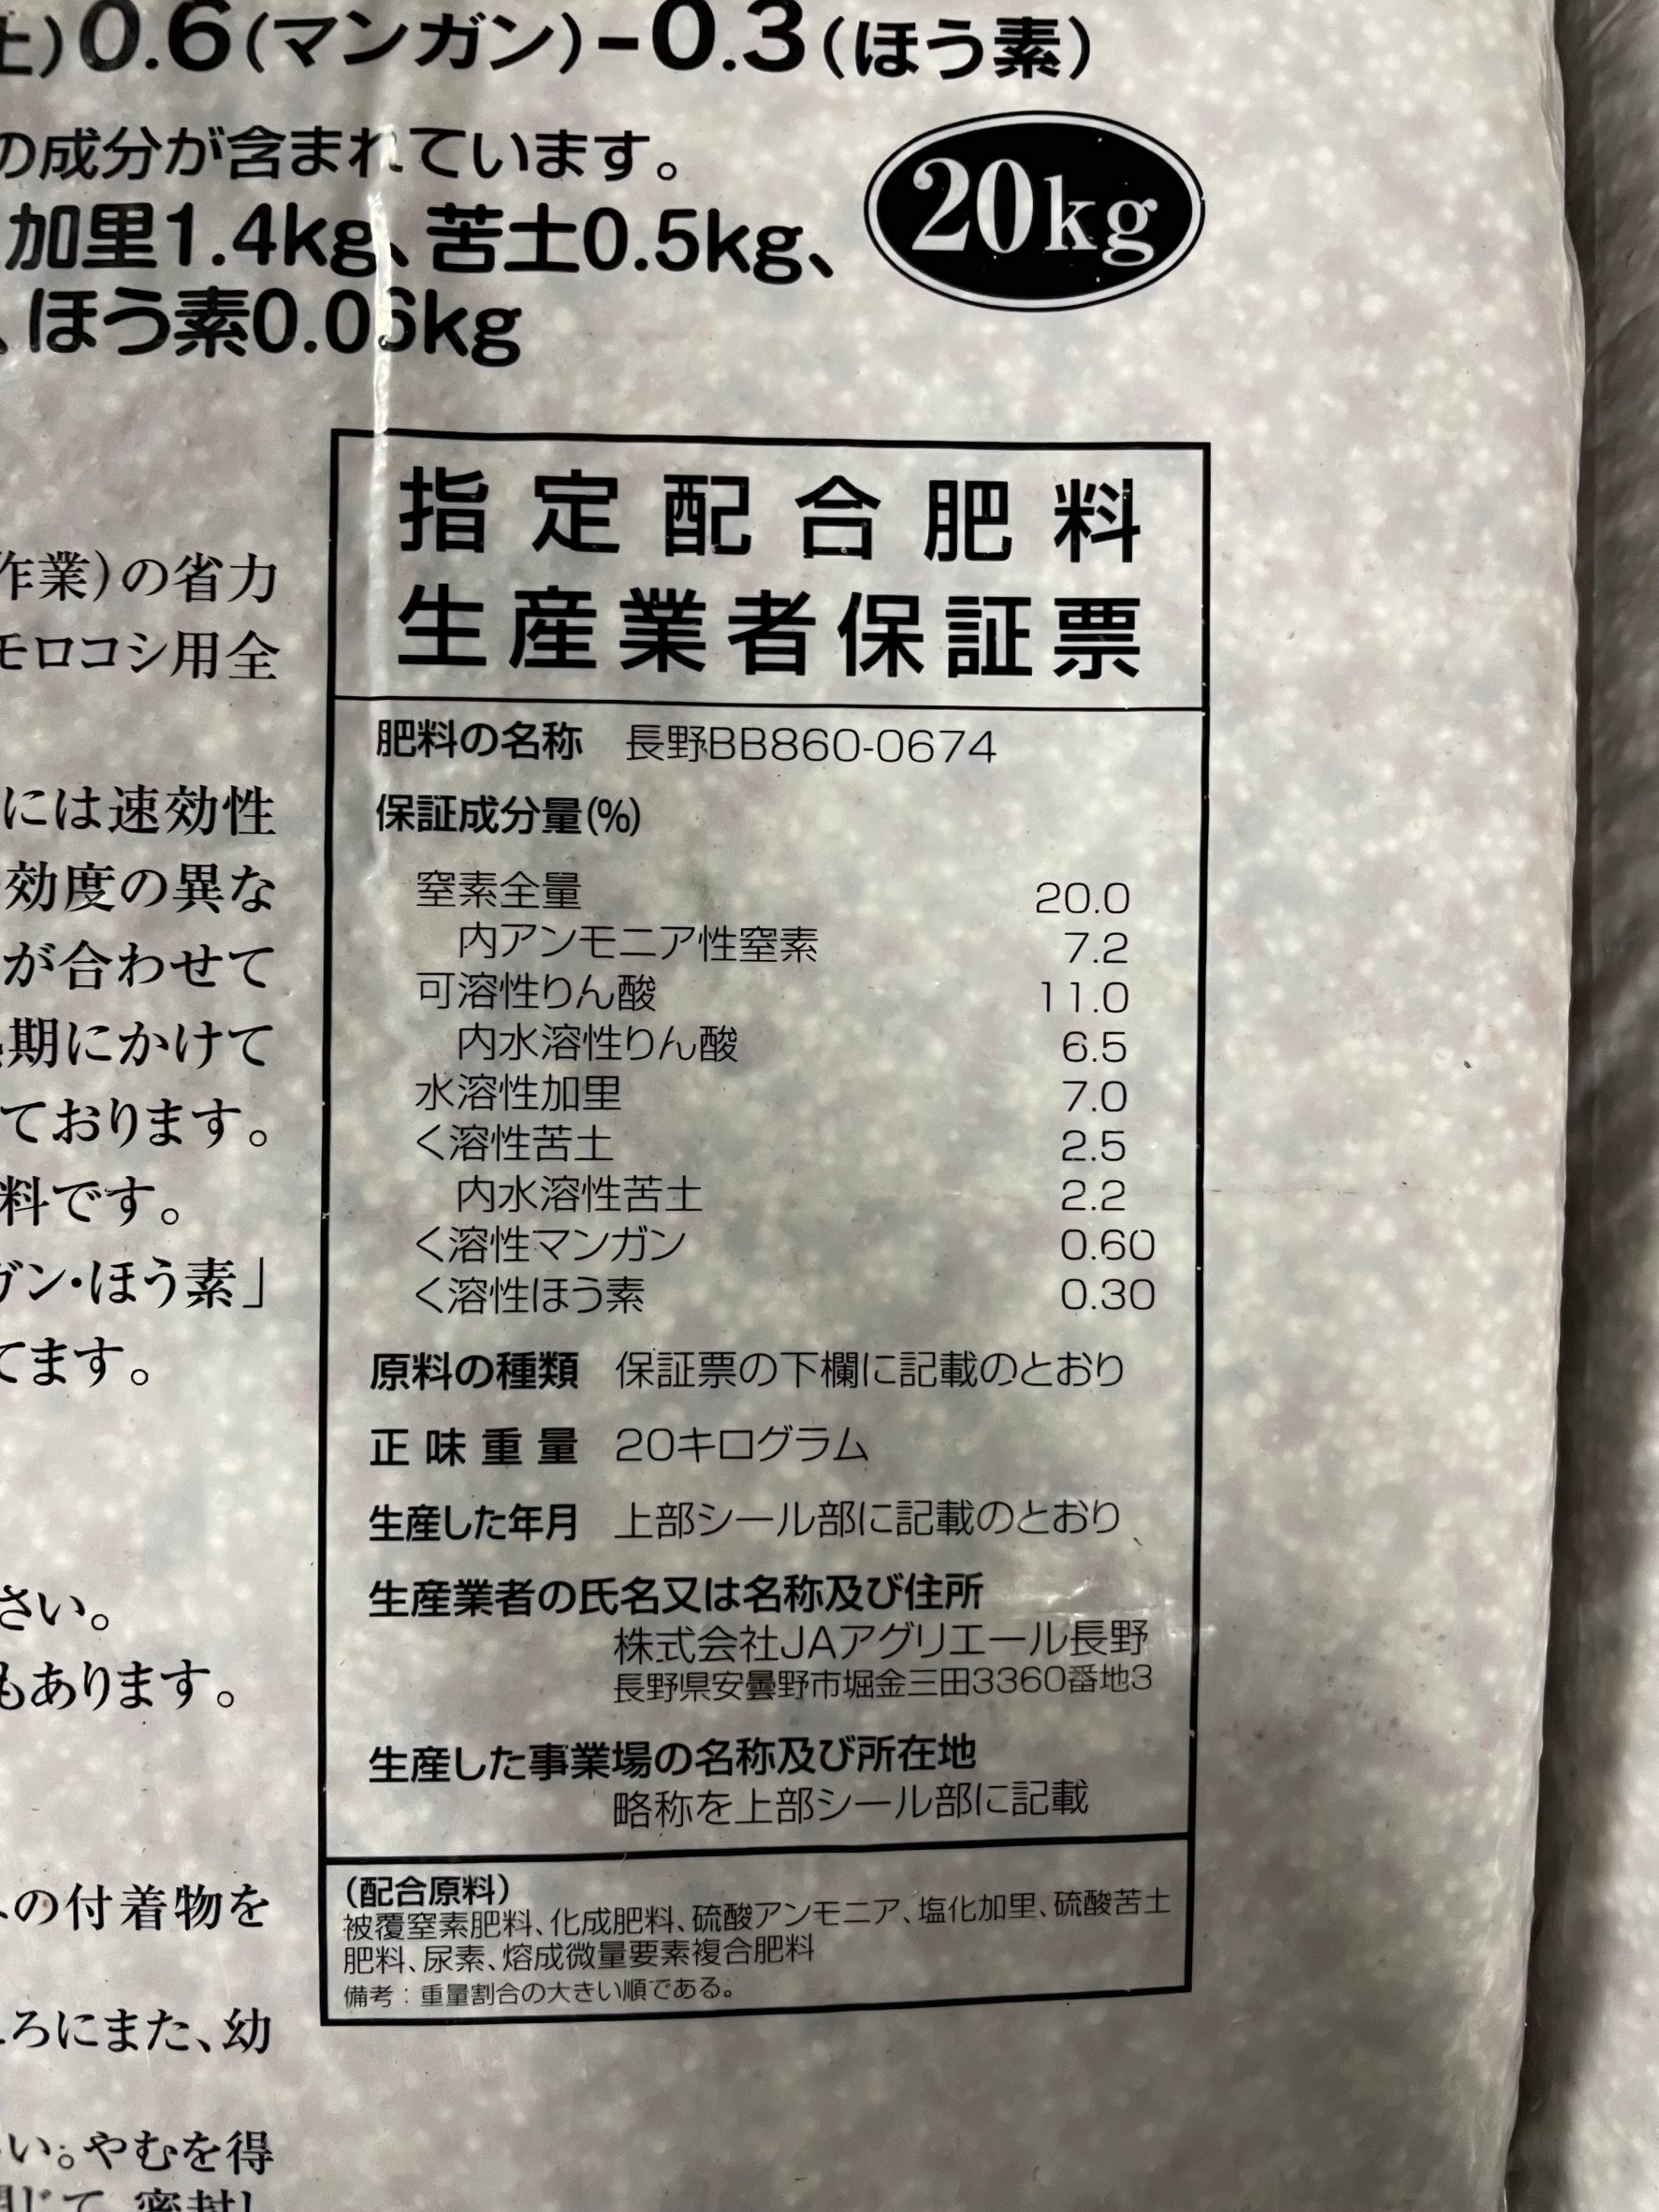 土)0.6(マンガン)-0.3(ほう素)
の成分が含まれています。
加里1.4kg、苦土0.5kg、
20kg
、ほう素0.06kg
作業)の省力
モロコシ用全
には速効性
効度の異な
が合わせて
期にかけて
ております。
料です。
ガン・ほう素」
てます。
さい。
もあります。
の付着物を
ろにまた、幼
い。やむを得
閉じて、密封し
指定配合肥料
生産業者保証票
肥料の名称 長野BB860-0674
保証成分量(%)
窒素全量 20.0
内アンモニア性窒素 7.2
可溶性りん酸 11.0
内水溶性りん酸 6.5
水溶性加里 7.0
く溶性苦土 2.5
内水溶性苦土 2.2
く溶性マンガン 0.60
く溶性ほう素 0.30
原料の種類 保証票の下欄に記載のとおり
正味重量 20キログラム
生産した年月 上部シール部に記載のとおり
生産業者の氏名又は名称及び住所
株式会社JAアグリエール長野
長野県安曇野市堀金三田3360番地3
生産した事業場の名称及び所在地
略称を上部シール部に記載
(配合原料)
被覆窒素肥料、化成肥料、硫酸アンモニア、塩化加里、硫酸苦土
肥料、尿素、熔成微量要素複合肥料
備考：重量割合の大きい順である。